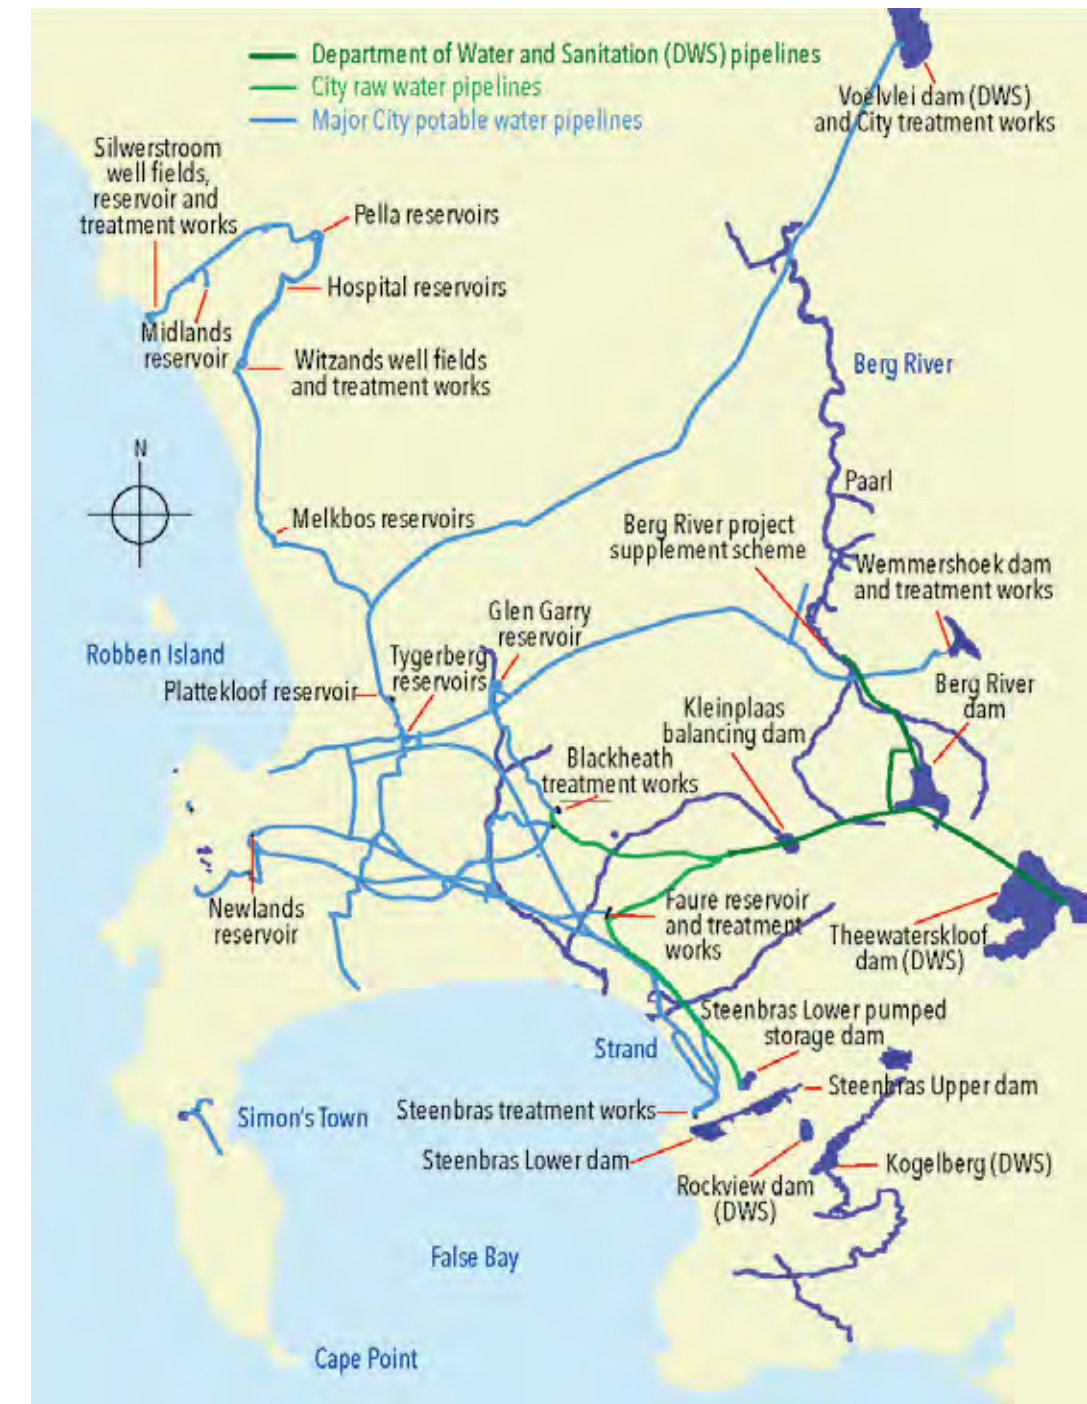 Department of Water and Sanitation (DWS) pipelines
City raw water pipelines
Major City potable water pipelines
Voëlvlei dam (DWS)
and City treatment works
Silwerstroom
well fields,
reservoir and
treatment works
Pella reservoirs
Hospital reservoirs
Midlands
reservoir
Witzands well fields
and treatment works
Berg River
N
Paarl
Melkbos reservoirs
Berg River project
supplement scheme
Wemmershoek dam
and treatment works
Glen Garry
reservoir
Robben Island
Tygerberg
reservoirs
Plattekloof reservoir
Berg River
dam
Kleinplaas
balancing dam
Blackheath
treatment works
Newlands
reservoir
Faure reservoir
and treatment
works
Theewaterskloof
dam (DWS)
Steenbras Lower pumped
storage dam
Strand
Steenbras Upper dam
Simon's Town
Steenbras treatment works
Steenbras Lower dam
Kogelberg (DWS)
Rockview dam
(DWS)
False Bay
Cape Point